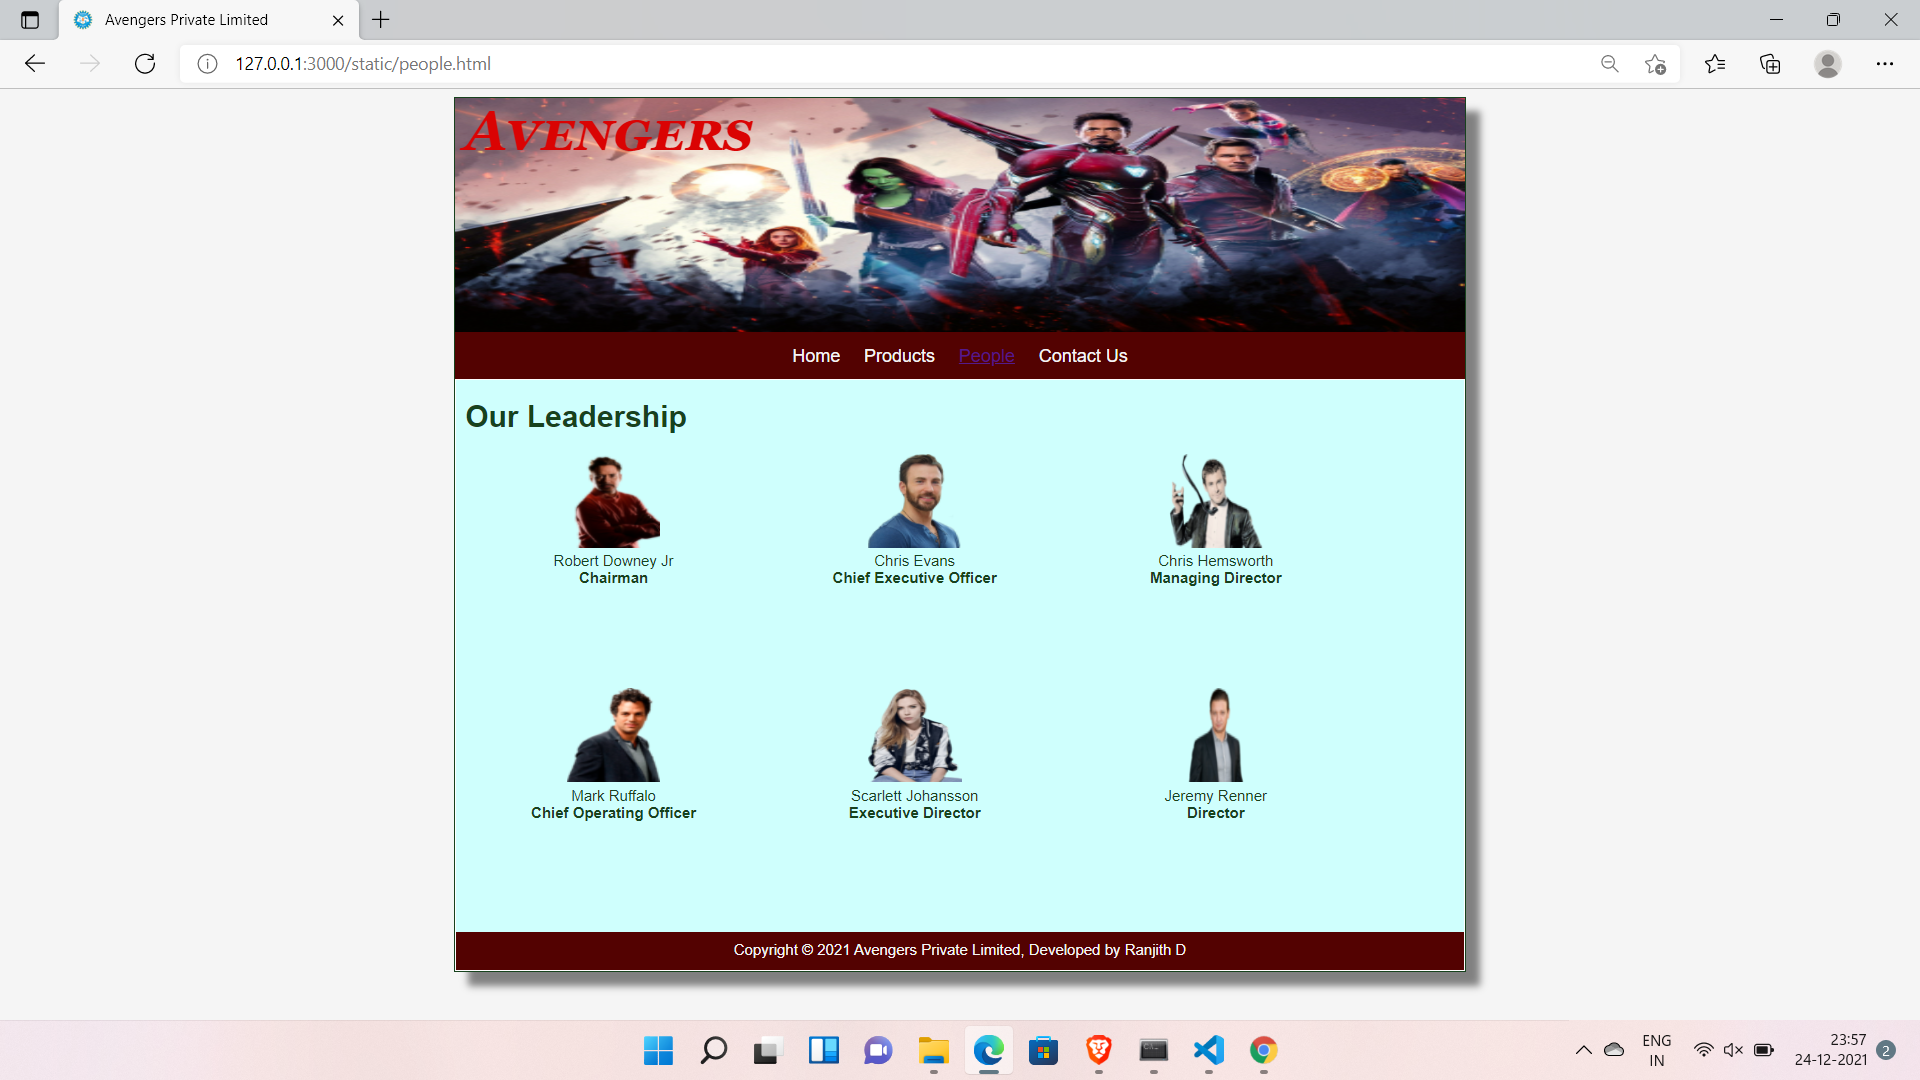 Avengers Private Limited
127.0.0.1:3000/static/people.html
AVENGERS
Home Products People Contact Us
Our Leadership
Robert Downey Jr
Chairman
Chris Evans
Chief Executive Officer
Chris Hemsworth
Managing Director
Mark Ruffalo
Chief Operating Officer
Scarlett Johansson
Executive Director
Jeremy Renner
Director
Copyright © 2021 Avengers Private Limited, Developed by Ranjith D
ENG
IN
23:57
24-12-2021
2